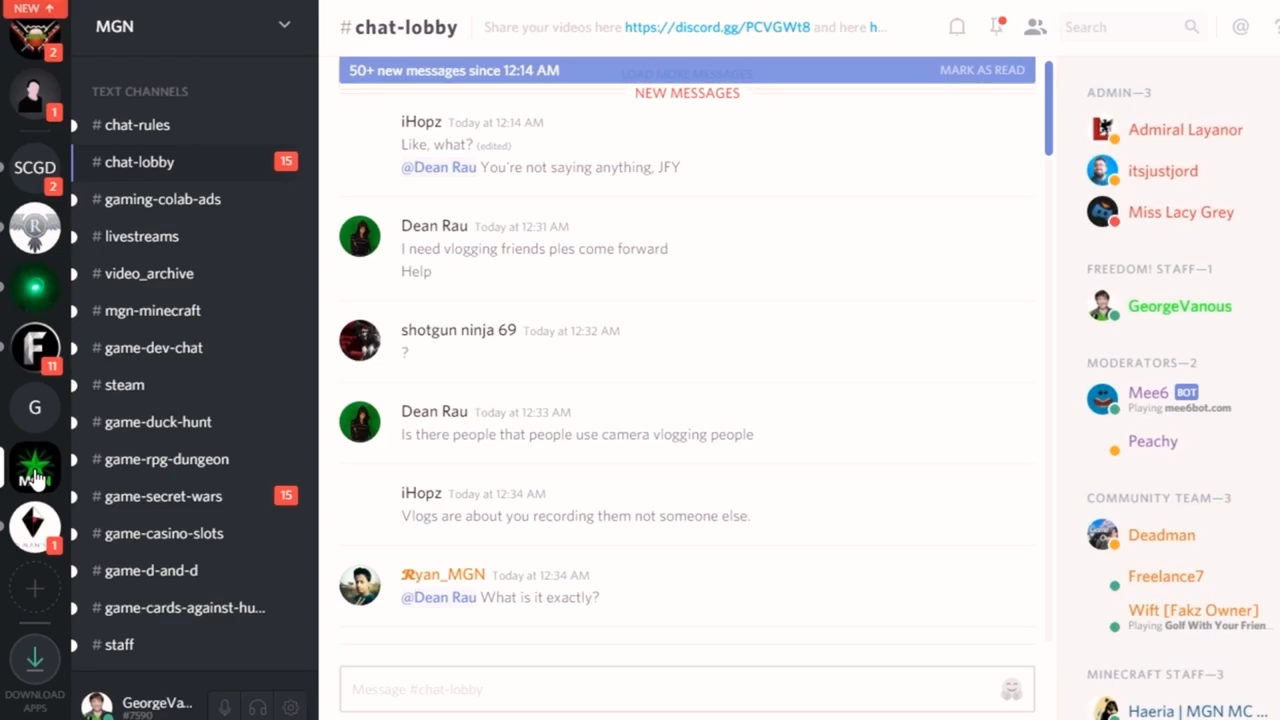 NEW ↑
2
1
SCGD
2
R
F
11
G
1
DOWNLOAD
APPS
MGN
TEXT CHANNELS
# chat-rules
# chat-lobby 15
# gaming-colab-ads
# livestreams
# video_archive
# mgn-minecraft
# game-dev-chat
# steam
# game-duck-hunt
# game-rpg-dungeon
# game-secret-wars 15
# game-casino-slots
# game-d-and-d
# game-cards-against-hu...
# staff
GeorgeVa...
#7590
# chat-lobby Share your videos here https://discord.gg/PCVGWt8 and here h...
Search
@
50+ new messages since 12:14 AM LOAD MORE MESSAGES MARK AS READ
NEW MESSAGES
iHopz Today at 12:14 AM
Like, what? (edited)
@Dean Rau You're not saying anything, JFY
Dean Rau Today at 12:31 AM
I need vlogging friends ples come forward
Help
shotgun ninja 69 Today at 12:32 AM
?
Dean Rau Today at 12:33 AM
Is there people that people use camera vlogging people
iHopz Today at 12:34 AM
Vlogs are about you recording them not someone else.
Ryan_MGN Today at 12:34 AM
@Dean Rau What is it exactly?
Message #chat-lobby
ADMIN—3
Admiral Layanor
itsjustjord
Miss Lacy Grey
FREEDOM! STAFF—1
GeorgeVanous
MODERATORS—2
Mee6 BOT
Playing mee6bot.com
Peachy
COMMUNITY TEAM—3
Deadman
Freelance7
Wift [Fakz Owner]
Playing Golf With Your Frien...
MINECRAFT STAFF—3
Haeria | MGN MC ...